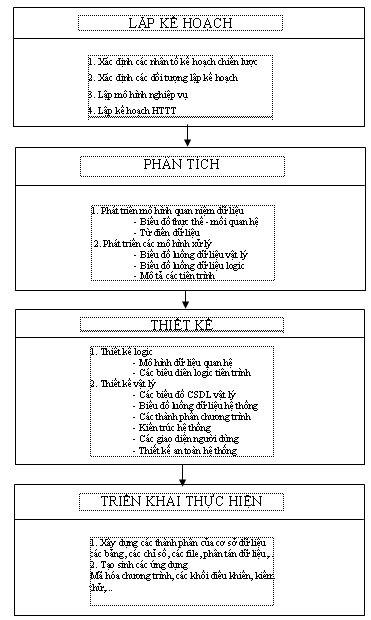 LẬP KẾ HOẠCH
1. Xác định các nhân tố kế hoạch chiến lược
2. Xác định các đối tượng lập kế hoạch
3. Lập mô hình nghiệp vụ
4. Lập kế hoạch HTTT
PHÂN TÍCH
1. Phát triển mô hình quan niệm dữ liệu
- Biểu đồ thực thể - mối quan hệ
- Từ điển dữ liệu
2. Phát triển các mô hình xử lý
- Biểu đồ luồng dữ liệu vật lý
- Biểu đồ luồng dữ liệu logic
- Mô tả các tiến trình
THIẾT KẾ
1. Thiết kế logic
- Mô hình dữ liệu quan hệ
- Các biểu diễn logic tiến trình
2. Thiết kế vật lý
- Các biểu đồ CSDL vật lý
- Biểu đồ luồng dữ liệu hệ thống
- Các thành phần chương trình
- Kiến trúc hệ thống
- Các giao diện người dùng
- Thiết kế an toàn hệ thống
TRIỂN KHAI THỰC HIỆN
1. Xây dựng các thành phần của cơ sở dữ liệu
các bảng, các chỉ số, các file, phân tán dữ liệu,..
2. Tạo sinh các ứng dụng
Mã hóa chương trình, các khối điều khiển, kiểm
thử,...